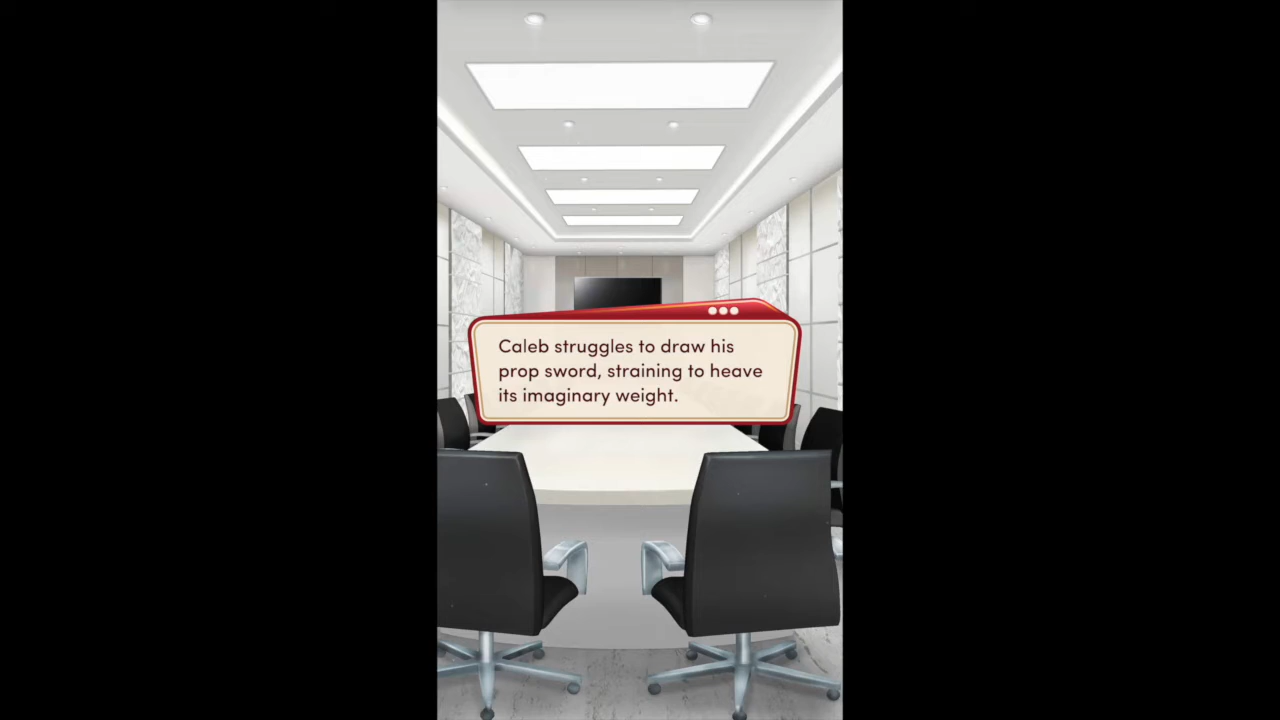 Caleb struggles to draw his
prop sword, straining to heave
its imaginary weight.